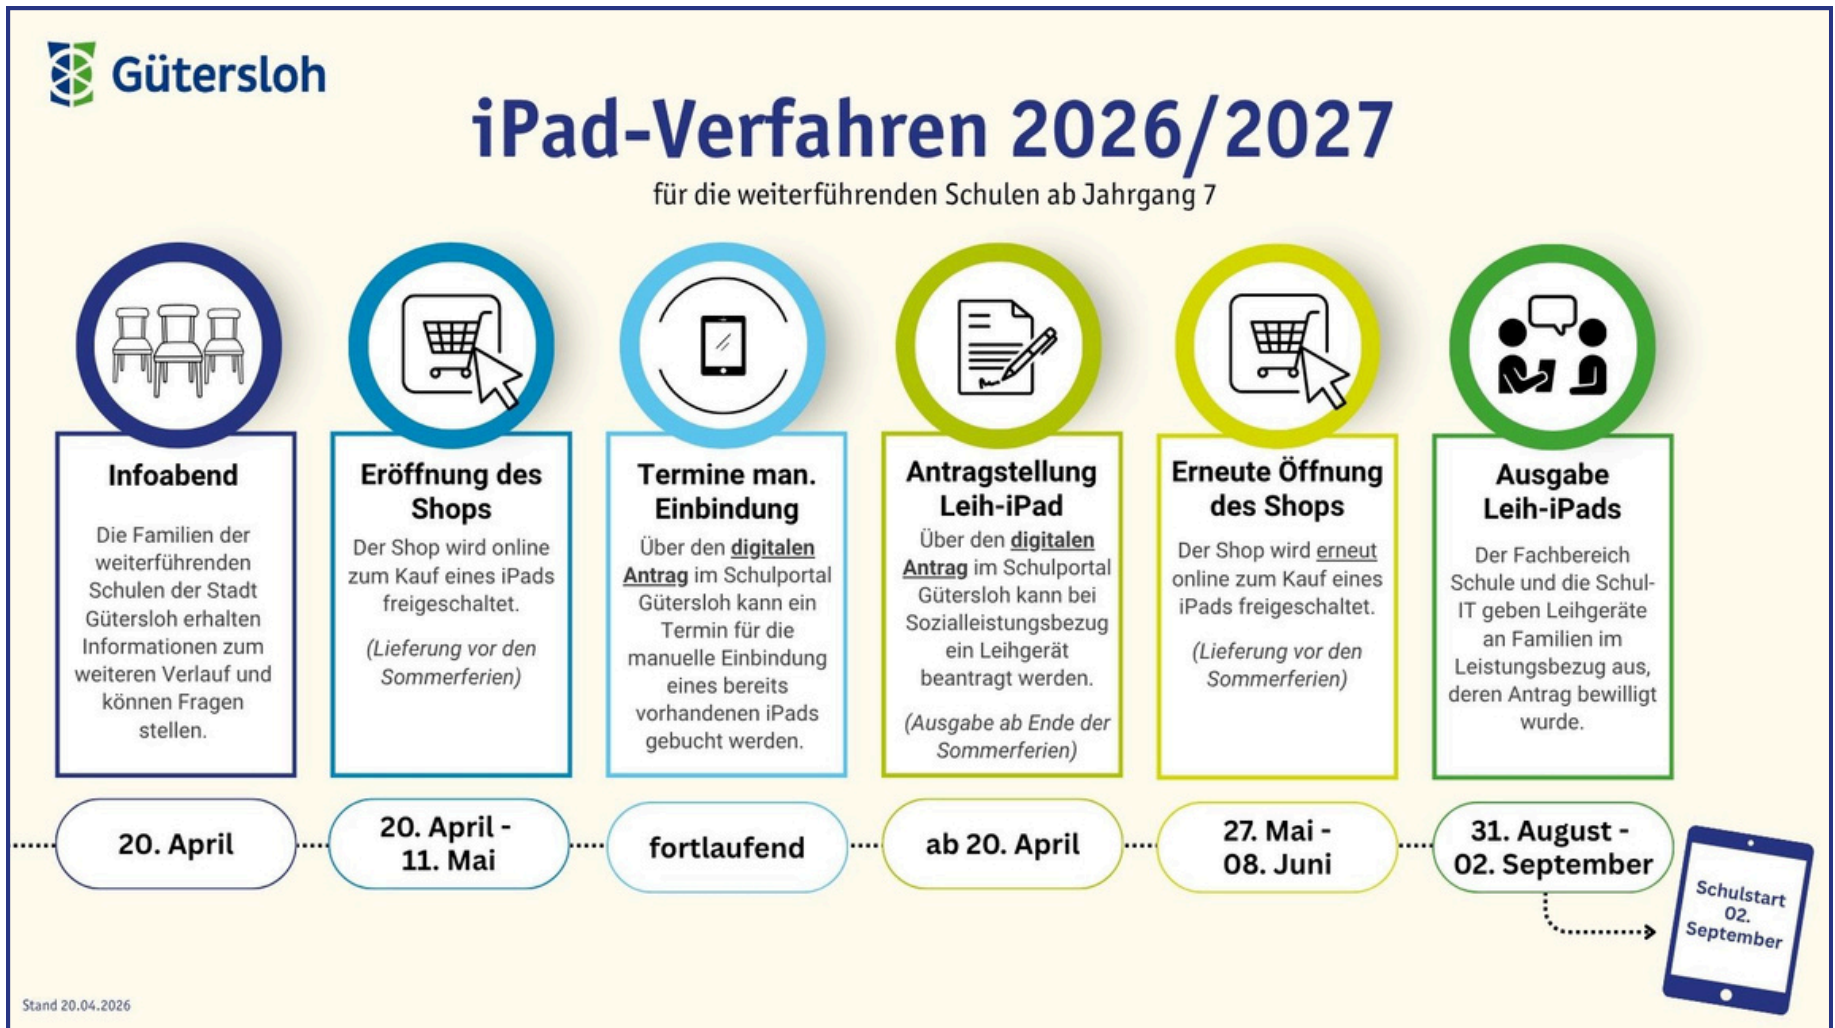 Gütersloh
iPad-Verfahren 2026/2027
für die weiterführenden Schulen ab Jahrgang 7
Infoabend
Die Familien der
weiterführenden
Schulen der Stadt
Gütersloh erhalten
Informationen zum
weiteren Verlauf und
können Fragen
stellen.
20. April
Eröffnung des
Shops
Der Shop wird online
zum Kauf eines iPads
freigeschaltet.
(Lieferung vor den
Sommerferien)
20. April -
11. Mai
Termine man.
Einbindung
Über den digitalen
Antrag im Schulportal
Gütersloh kann ein
Termin für die
manuelle Einbindung
eines bereits
vorhandenen iPads
gebucht werden.
fortlaufend
Antragstellung
Leih-iPad
Über den digitalen
Antrag im Schulportal
Gütersloh kann bei
Sozialleistungsbezug
ein Leihgerät
beantragt werden.
(Ausgabe ab Ende der
Sommerferien)
ab 20. April
Erneute Öffnung
des Shops
Der Shop wird erneut
online zum Kauf eines
iPads freigeschaltet.
(Lieferung vor den
Sommerferien)
27. Mai -
08. Juni
Ausgabe
Leih-iPads
Der Fachbereich
Schule und die Schul-
IT geben Leihgeräte
an Familien im
Leistungsbezug aus,
deren Antrag bewilligt
wurde.
31. August -
02. September
Schulstart
02.
September
Stand 20.04.2026